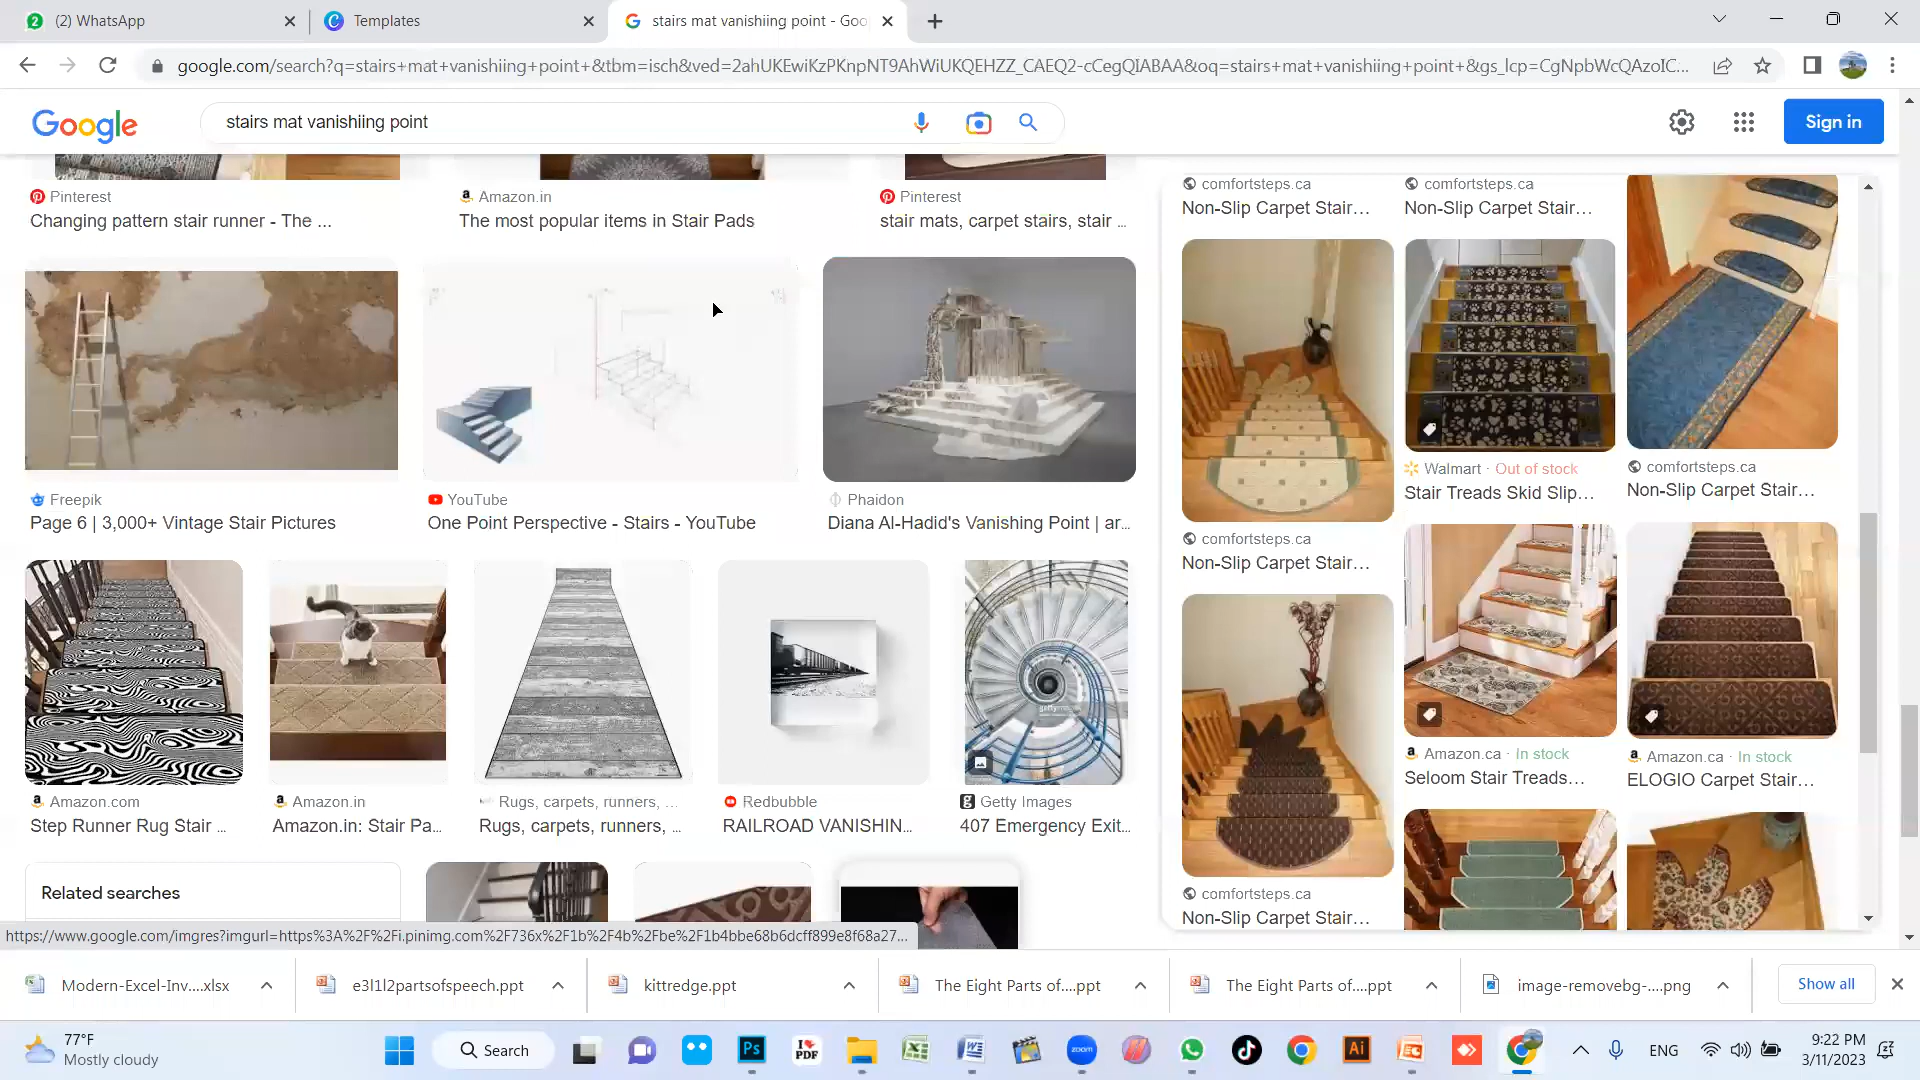 (2) WhatsApp
Templates
stairs mat vanishiing point - Goo
google.com/search?q=stairs+mat+vanishiing+point+&tbm=isch&ved=2ahUKEwiKzPKnpNT9AhWiUKQEHZZ_CAEQ2-cCegQIABAA&oq=stairs+mat+vanishiing+point+&gs_lcp=CgNpbWcQAzoIC...
Google
stairs mat vanishiing point
Sign in
Pinterest
Changing pattern stair runner - The ...
Amazon.in
The most popular items in Stair Pads
Pinterest
stair mats, carpet stairs, stair ...
comfortsteps.ca
Non-Slip Carpet Stair...
comfortsteps.ca
Non-Slip Carpet Stair...
Freepik
Page 6 | 3,000+ Vintage Stair Pictures
YouTube
One Point Perspective - Stairs - YouTube
Phaidon
Diana Al-Hadid's Vanishing Point | ar...
Walmart · Out of stock
Stair Treads Skid Slip...
comfortsteps.ca
Non-Slip Carpet Stair...
comfortsteps.ca
Non-Slip Carpet Stair...
Amazon.com
Step Runner Rug Stair ...
Amazon.in
Amazon.in: Stair Pa...
Rugs, carpets, runners, ...
Rugs, carpets, runners, ...
Redbubble
RAILROAD VANISHIN...
Getty Images
407 Emergency Exit...
Amazon.ca · In stock
Seloom Stair Treads...
Amazon.ca · In stock
ELOGIO Carpet Stair...
comfortsteps.ca
Non-Slip Carpet Stair...
Related searches
https://www.google.com/imgres?imgurl=https%3A%2F%2Fi.pinimg.com%2F736x%2F1b%2F4b%2Fbe%2F1b4bbe68b6dcff899e8f68a27...
Modern-Excel-Inv....xlsx
e3l1l2partsofspeech.ppt
kittredge.ppt
The Eight Parts of....ppt
The Eight Parts of....ppt
image-removebg-....png
Show all
77°F
Mostly cloudy
Search
Ps
PDF
zoom
Ai
ENG
9:22 PM
3/11/2023